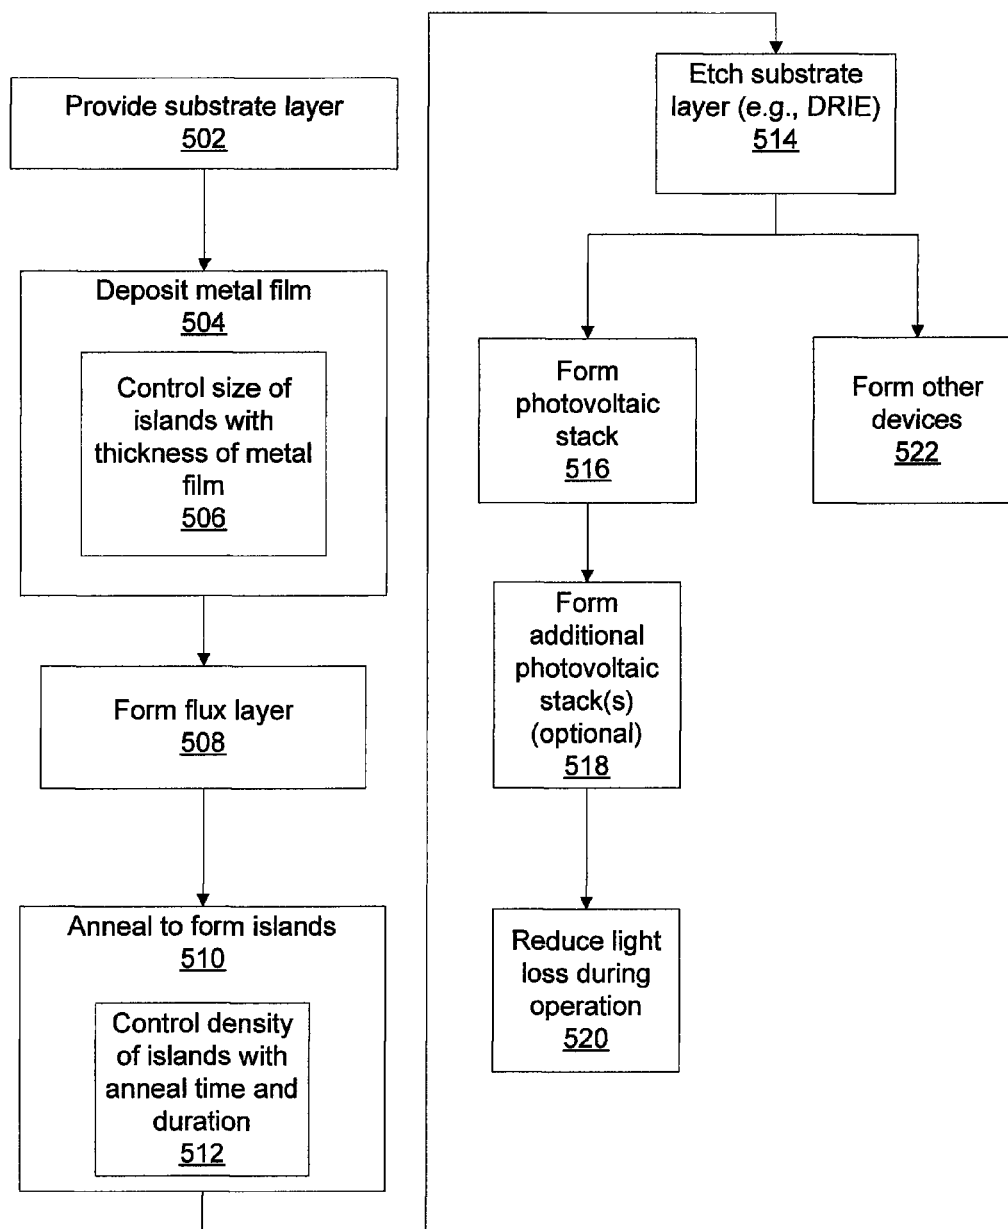 Provide substrate layer
502
Deposit metal film
504
Control size of
islands with
thickness of metal
film
506
Form flux layer
508
Anneal to form islands
510
Control density
of islands with
anneal time and
duration
512
Etch substrate
layer (e.g., DRIE)
514
Form
photovoltaic
stack
516
Form other
devices
522
Form
additional
photovoltaic
stack(s)
(optional)
518
Reduce light
loss during
operation
520